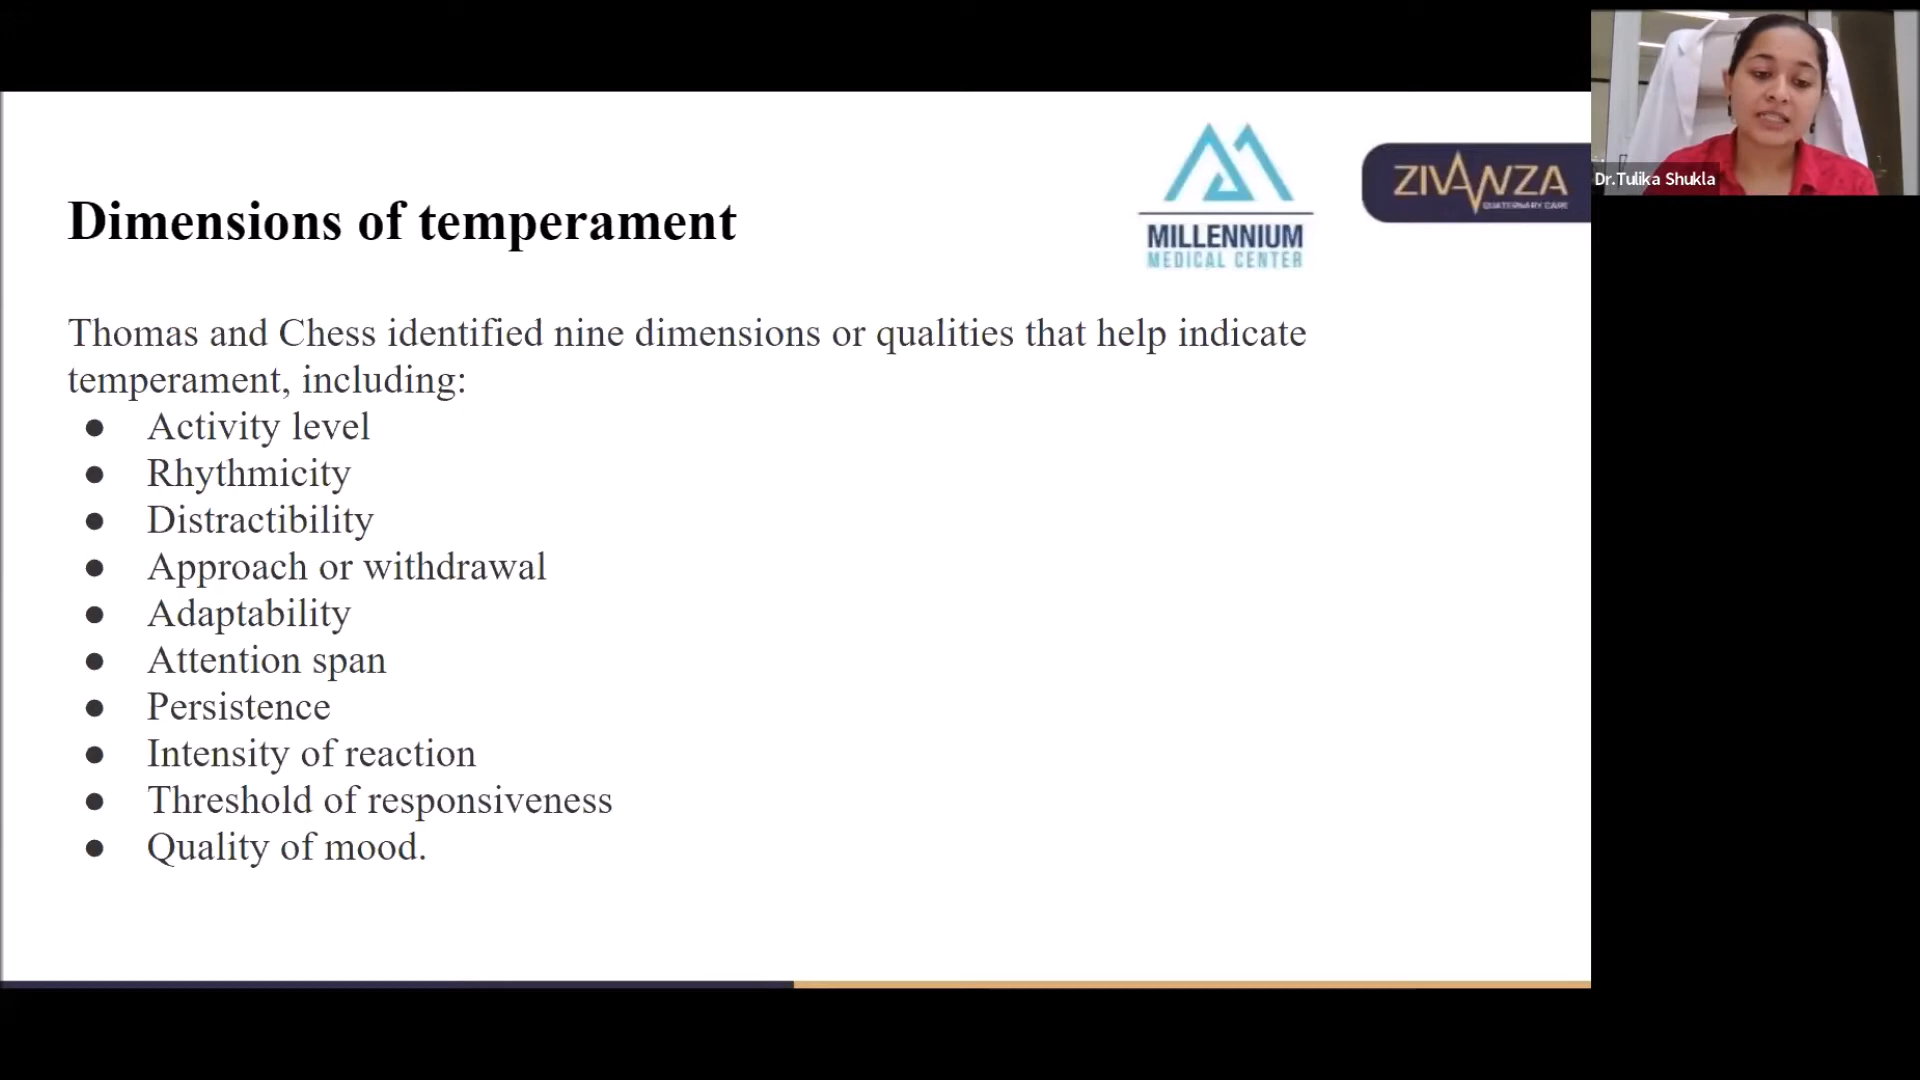 Dimensions of temperament
MILLENNIUM
MEDICAL CENTER
ZIVANZA
QUATERNARY CARE
Dr.Tulika Shukla
Thomas and Chess identified nine dimensions or qualities that help indicate
temperament, including:
● Activity level
● Rhythmicity
● Distractibility
● Approach or withdrawal
● Adaptability
● Attention span
● Persistence
● Intensity of reaction
● Threshold of responsiveness
● Quality of mood.